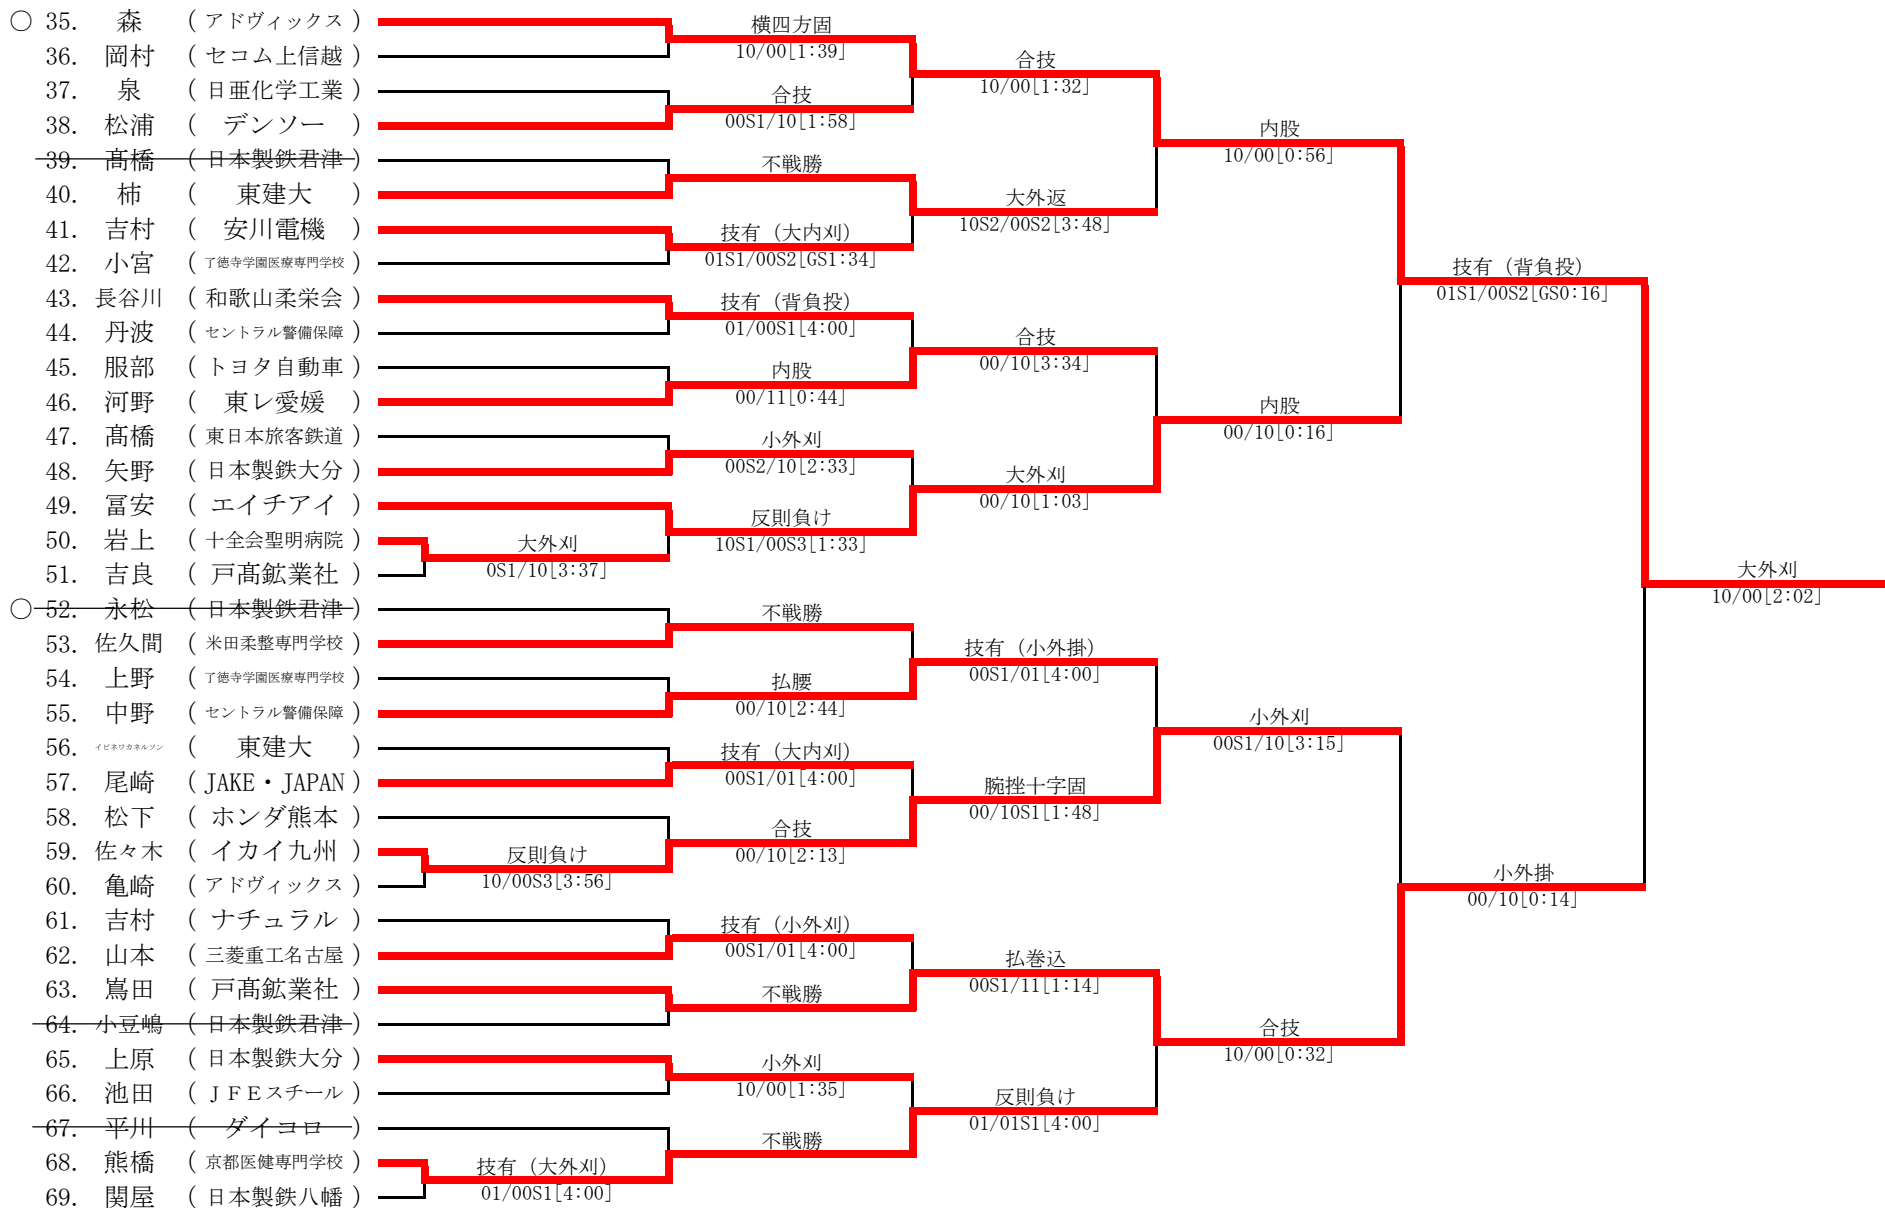 ○ 35. 森 ( アドヴィックス )
36. 岡村 ( セコム上信越 )
37. 泉 ( 日亜化学工業 )
38. 松浦 ( デンソー )
39. 髙橋 ( 日本製鉄君津 )
40. 柿 ( 東建大 )
41. 吉村 ( 安川電機 )
42. 小宮 ( 了徳寺学園医療専門学校 )
43. 長谷川 ( 和歌山柔栄会 )
44. 丹波 ( セントラル警備保障 )
45. 服部 ( トヨタ自動車 )
46. 河野 ( 東レ愛媛 )
47. 髙橋 ( 東日本旅客鉄道 )
48. 矢野 ( 日本製鉄大分 )
49. 冨安 ( エイチアイ )
50. 岩上 ( 十全会聖明病院 )
51. 吉良 ( 戸髙鉱業社 )
○ 52. 永松 ( 日本製鉄君津 )
53. 佐久間 ( 米田柔整専門学校 )
54. 上野 ( 了徳寺学園医療専門学校 )
55. 中野 ( セントラル警備保障 )
56. イビネワカネルソン ( 東建大 )
57. 尾崎 ( JAKE・JAPAN )
58. 松下 ( ホンダ熊本 )
59. 佐々木 ( イカイ九州 )
60. 亀崎 ( アドヴィックス )
61. 吉村 ( ナチュラル )
62. 山本 ( 三菱重工名古屋 )
63. 嶌田 ( 戸髙鉱業社 )
64. 小豆嶋 ( 日本製鉄君津 )
65. 上原 ( 日本製鉄大分 )
66. 池田 ( ＪＦＥスチール )
67. 平川 ( ダイコロ )
68. 熊橋 ( 京都医健専門学校 )
69. 関屋 ( 日本製鉄八幡 )
大外刈
0S1/10[3:37]
反則負け
10/00S3[3:56]
技有（大外刈）
01/00S1[4:00]
横四方固
10/00[1:39]
合技
00S1/10[1:58]
不戦勝
技有（大内刈）
01S1/00S2[GS1:34]
技有（背負投）
01/00S1[4:00]
内股
00/11[0:44]
小外刈
00S2/10[2:33]
反則負け
10S1/00S3[1:33]
不戦勝
払腰
00/10[2:44]
技有（大内刈）
00S1/01[4:00]
合技
00/10[2:13]
技有（小外刈）
00S1/01[4:00]
不戦勝
小外刈
10/00[1:35]
不戦勝
合技
10/00[1:32]
大外返
10S2/00S2[3:48]
合技
00/10[3:34]
大外刈
00/10[1:03]
技有（小外掛）
00S1/01[4:00]
腕挫十字固
00/10S1[1:48]
払巻込
00S1/11[1:14]
反則負け
01/01S1[4:00]
内股
10/00[0:56]
内股
00/10[0:16]
小外刈
00S1/10[3:15]
合技
10/00[0:32]
技有（背負投）
01S1/00S2[GS0:16]
小外掛
00/10[0:14]
大外刈
10/00[2:02]